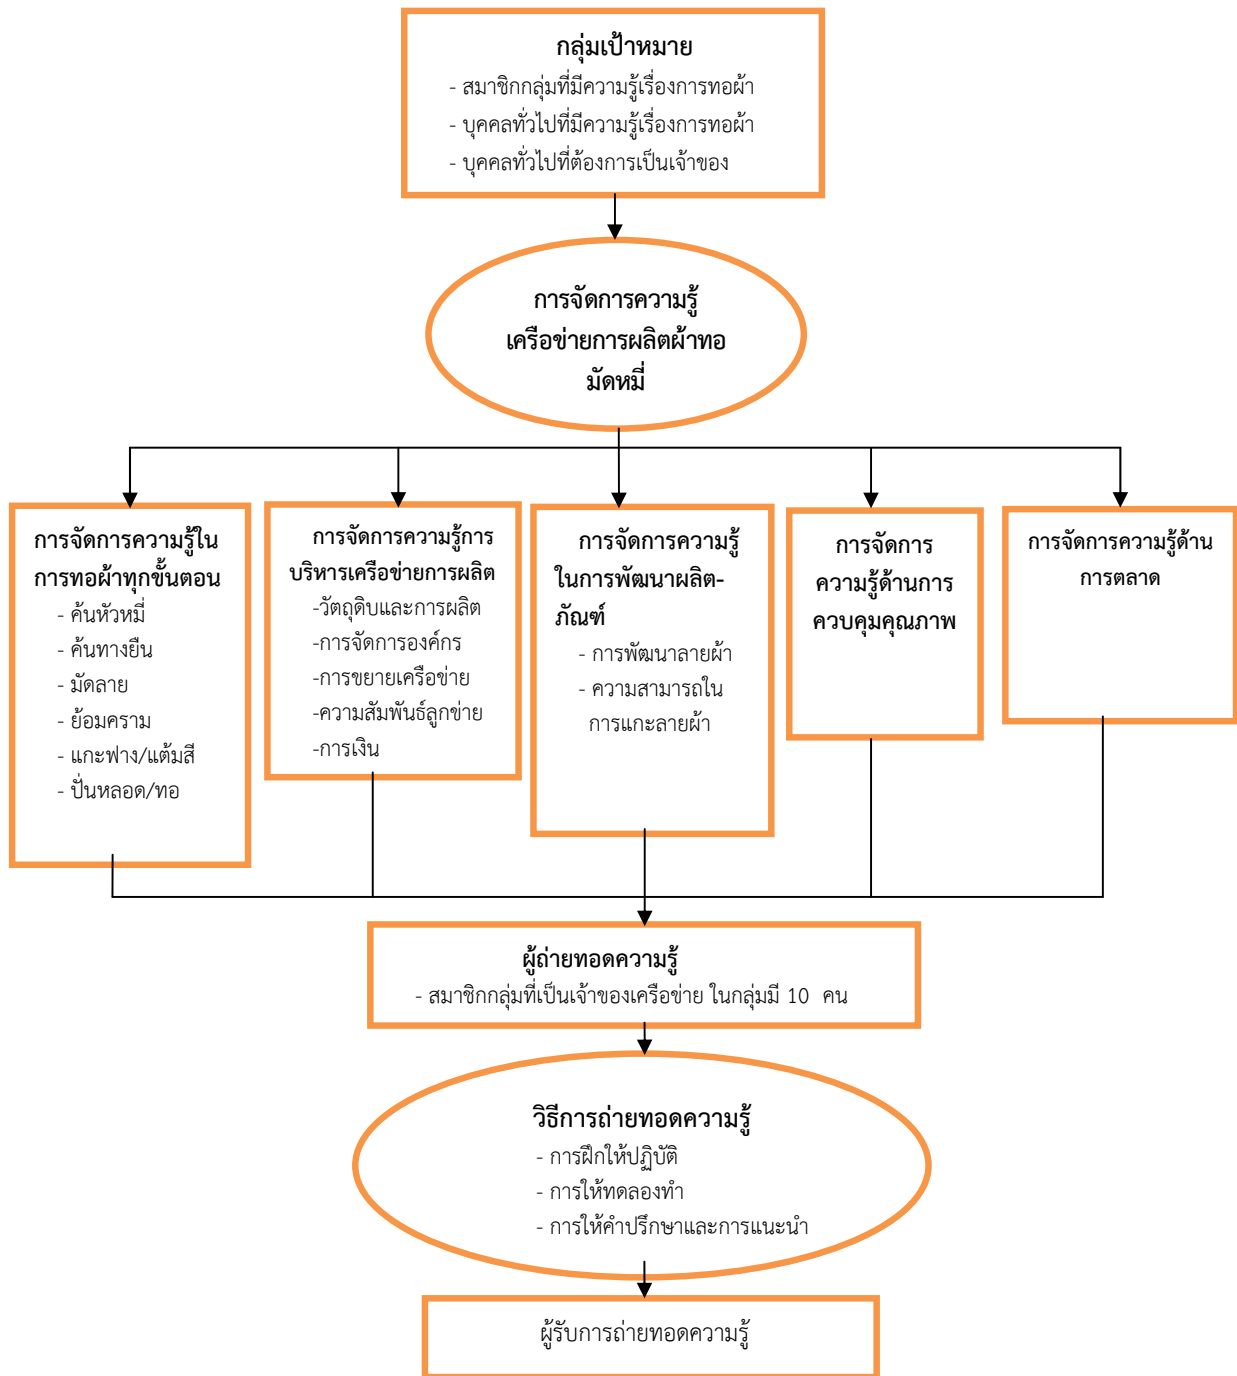 กลุ่มเป้าหมาย
- สมาชิกกลุ่มที่มีความรู้เรื่องการทอผ้า
- บุคคลทั่วไปที่มีความรู้เรื่องการทอผ้า
- บุคคลทั่วไปที่ต้องการเป็นเจ้าของ
การจัดการความรู้
เครือข่ายการผลิตผ้าทอ
มัดหมี่
การจัดการความรู้ใน
การทอผ้าทุกขั้นตอน
- ค้นหัวหมี่
- ค้นทางยืน
- มัดลาย
- ย้อมคราม
- แกะฟาง/แต้มสี
- ปั่นหลอด/ทอ
การจัดการความรู้การ
บริหารเครือข่ายการผลิต
-วัตถุดิบและการผลิต
-การจัดการองค์กร
-การขยายเครือข่าย
-ความสัมพันธ์ลูกข่าย
-การเงิน
การจัดการความรู้
ในการพัฒนาผลิต-
ภัณฑ์
- การพัฒนาลายผ้า
- ความสามารถใน
การแกะลายผ้า
การจัดการ
ความรู้ด้านการ
ควบคุมคุณภาพ
การจัดการความรู้ด้าน
การตลาด
ผู้ถ่ายทอดความรู้
- สมาชิกกลุ่มที่เป็นเจ้าของเครือข่าย ในกลุ่มมี 10 คน
วิธีการถ่ายทอดความรู้
- การฝึกให้ปฏิบัติ
- การให้ทดลองทำ
- การให้คำปรึกษาและการแนะนำ
ผู้รับการถ่ายทอดความรู้